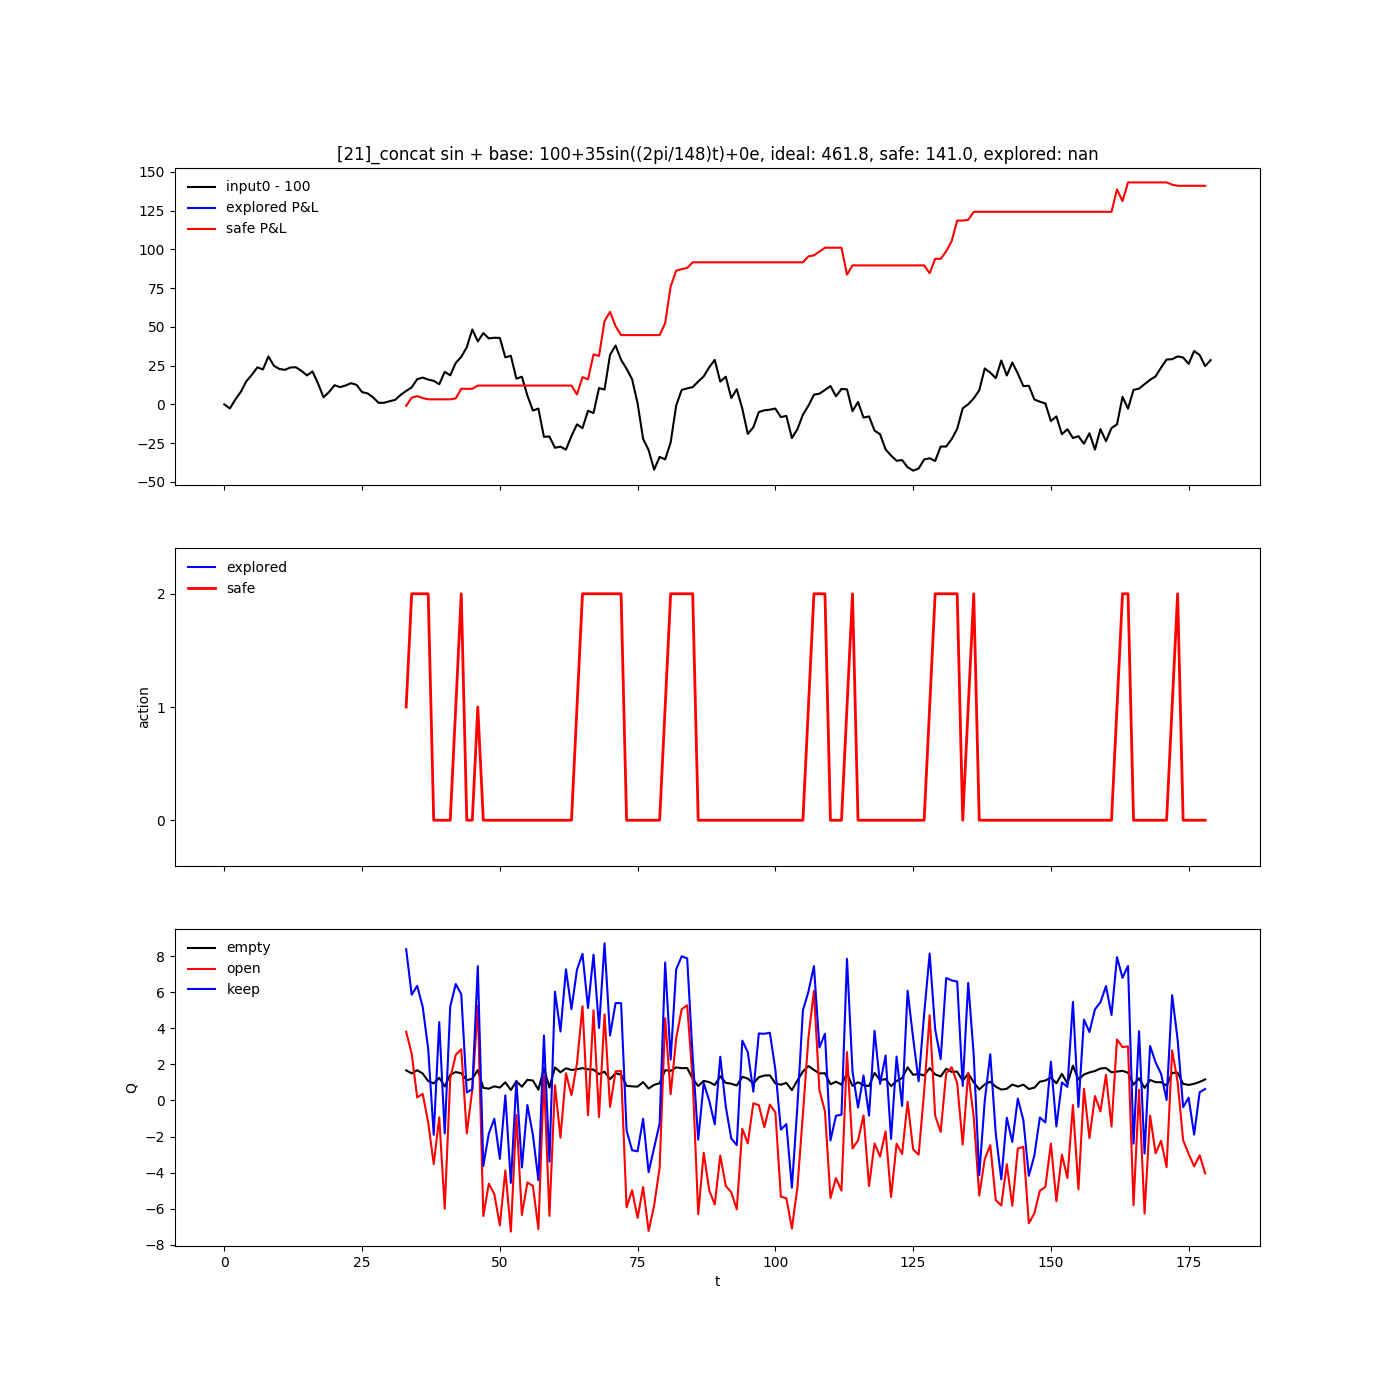 [21]_concat sin + base: 100+35sin((2pi/148)t)+0e, ideal: 461.8, safe: 141.0, explored: nan
150
125
100
75
50
25
0
−25
−50
input0 - 100
explored P&L
safe P&L
2
1
0
action
explored
safe
8
6
4
2
0
−2
−4
−6
−8
Q
empty
open
keep
0 25 50 75 100 125 150 175
t